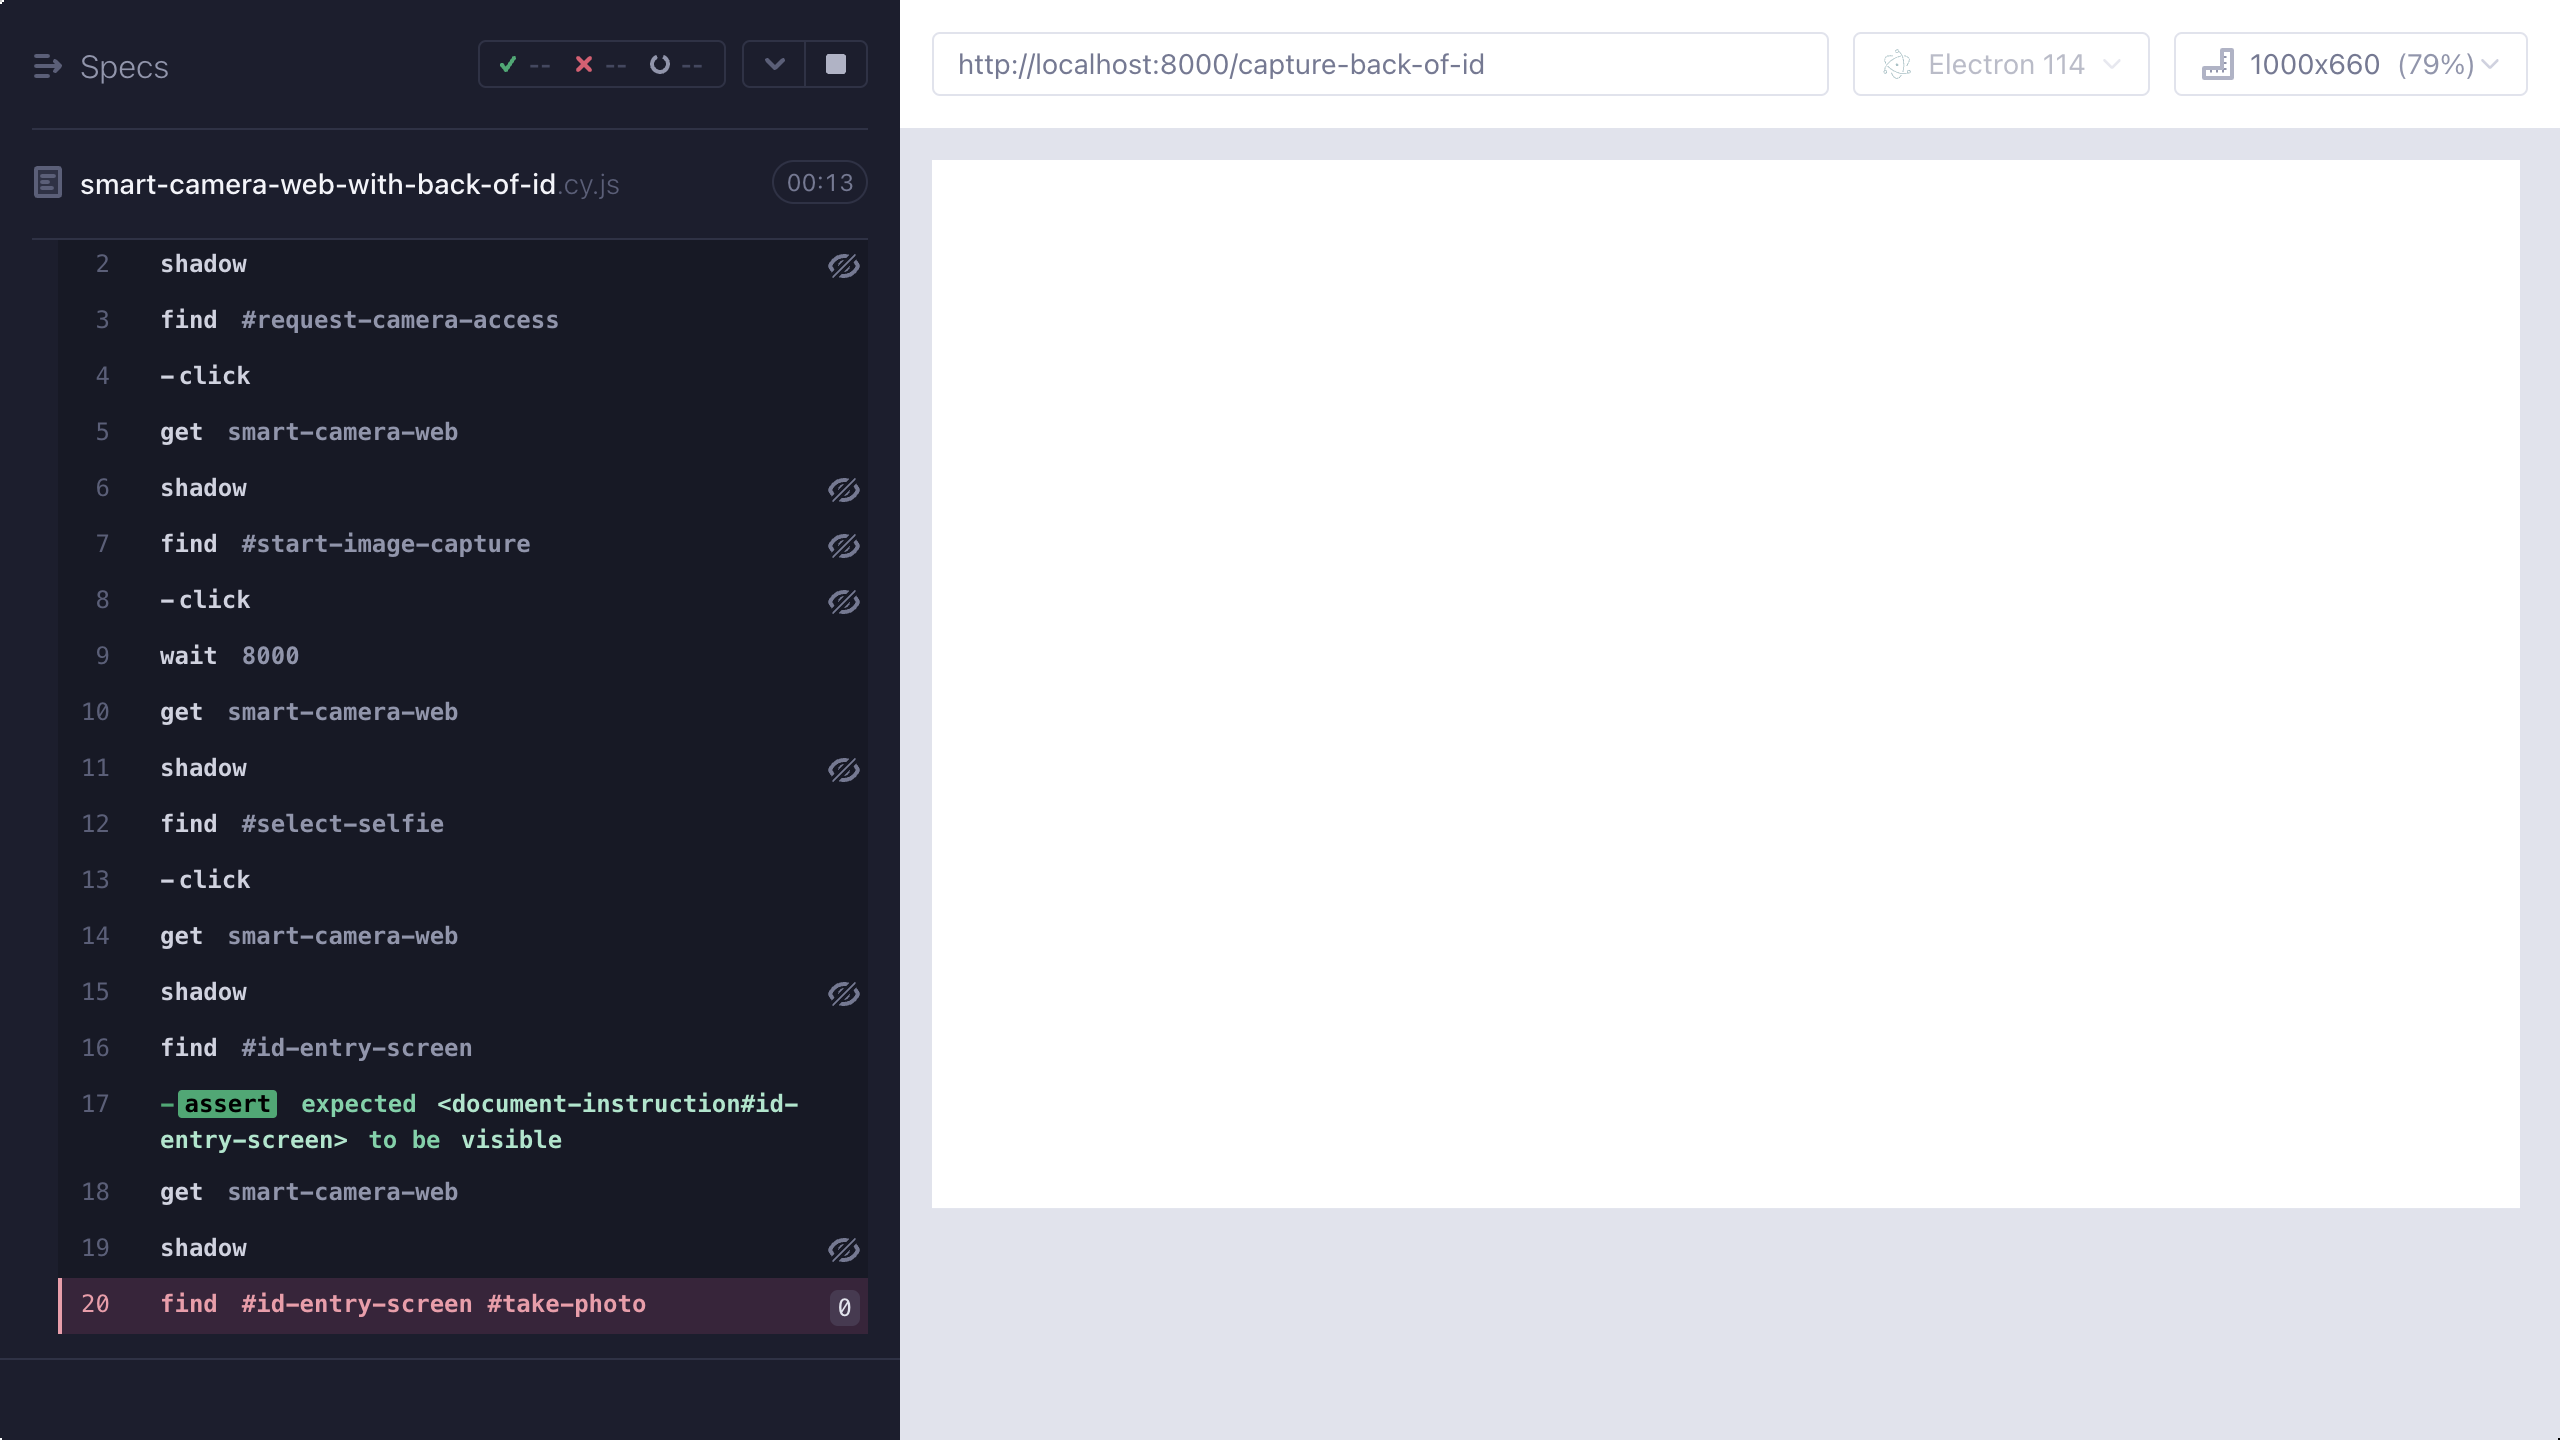 Specs
--
--
--
http://localhost:8000/capture-back-of-id
Electron 114
1000x660 (79%)
smart-camera-web-with-back-of-id.cy.js
00:13
2 shadow
3 find #request-camera-access
4 -click
5 get smart-camera-web
6 shadow
7 find #start-image-capture
8 -click
9 wait 8000
10 get smart-camera-web
11 shadow
12 find #select-selfie
13 -click
14 get smart-camera-web
15 shadow
16 find #id-entry-screen
17 -assert expected <document-instruction#id-
entry-screen> to be visible
18 get smart-camera-web
19 shadow
20 find #id-entry-screen #take-photo 0